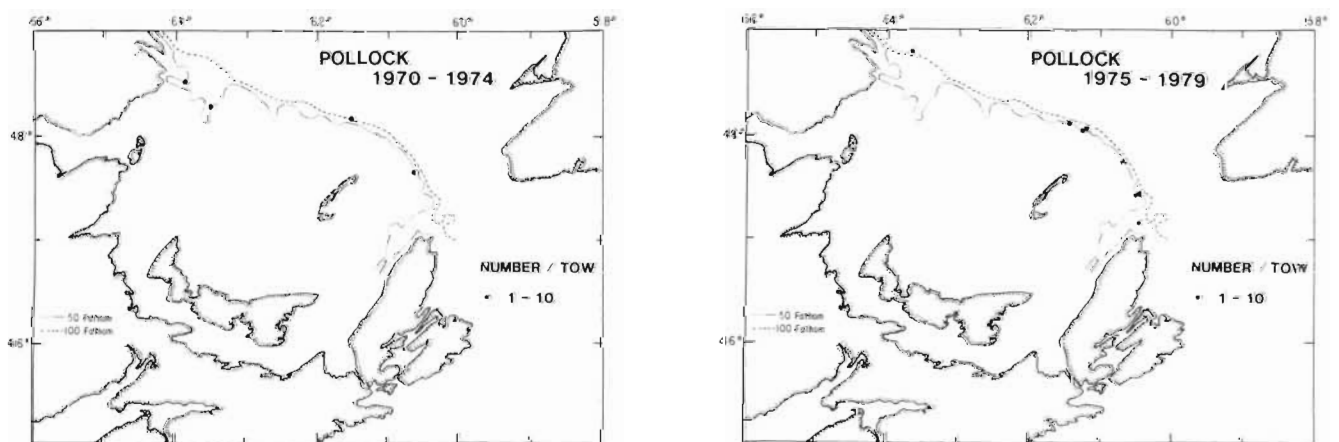 66° 64° 62° 60° 58°
POLLOCK
1970 - 1974
48°
NUMBER / TOW
• 1 - 10
50 Fathom
100 Fathom
46°
66° 64° 62° 60° 58°
POLLOCK
1975 - 1979
48°
NUMBER / TOW
• 1 - 10
50 Fathom
100 Fathom
46°